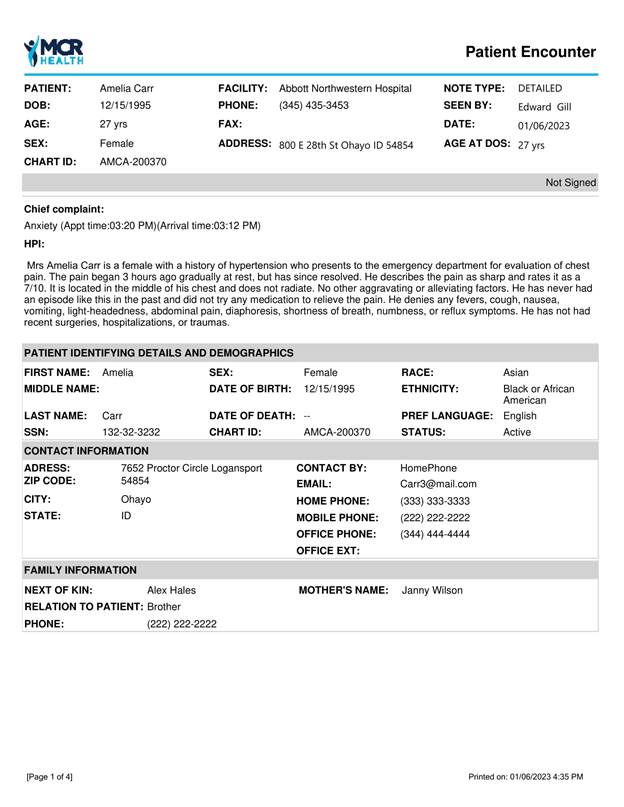 MCR
HEALTH
Patient Encounter
PATIENT: Amelia Carr FACILITY: Abbott Northwestern Hospital NOTE TYPE: DETAILED
DOB: 12/15/1995 PHONE: (345) 435-3453 SEEN BY: Edward Gill
AGE: 27 yrs FAX: DATE: 01/06/2023
SEX: Female ADDRESS: 800 E 28th St Ohayo ID 54854 AGE AT DOS: 27 yrs
CHART ID: AMCA-200370
Not Signed
Chief complaint:
Anxiety (Appt time:03:20 PM)(Arrival time:03:12 PM)
HPI:
Mrs Amelia Carr is a female with a history of hypertension who presents to the emergency department for evaluation of chest
pain. The pain began 3 hours ago gradually at rest, but has since resolved. He describes the pain as sharp and rates it as a
7/10. It is located in the middle of his chest and does not radiate. No other aggravating or alleviating factors. He has never had
an episode like this in the past and did not try any medication to relieve the pain. He denies any fevers, cough, nausea,
vomiting, light-headedness, abdominal pain, diaphoresis, shortness of breath, numbness, or reflux symptoms. He has not had
recent surgeries, hospitalizations, or traumas.
PATIENT IDENTIFYING DETAILS AND DEMOGRAPHICS
FIRST NAME: Amelia SEX: Female RACE: Asian
MIDDLE NAME: DATE OF BIRTH: 12/15/1995 ETHNICITY: Black or African
American
LAST NAME: Carr DATE OF DEATH: -- PREF LANGUAGE: English
SSN: 132-32-3232 CHART ID: AMCA-200370 STATUS: Active
CONTACT INFORMATION
ADRESS: 7652 Proctor Circle Logansport CONTACT BY: HomePhone
ZIP CODE: 54854 EMAIL: Carr3@mail.com
CITY: Ohayo HOME PHONE: (333) 333-3333
STATE: ID MOBILE PHONE: (222) 222-2222
OFFICE PHONE: (344) 444-4444
OFFICE EXT:
FAMILY INFORMATION
NEXT OF KIN: Alex Hales MOTHER'S NAME: Janny Wilson
RELATION TO PATIENT: Brother
PHONE: (222) 222-2222
[Page 1 of 4] Printed on: 01/06/2023 4:35 PM